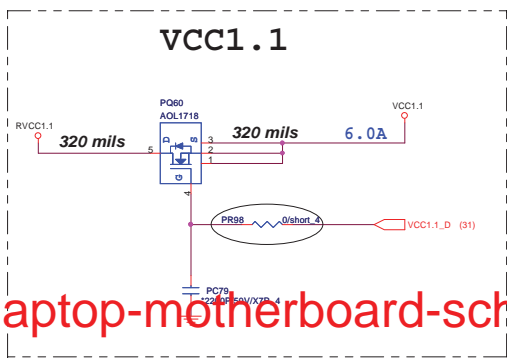 VCC1.1
PQ60
AOL1718
RVCC1.1
VCC1.1
320 mils
320 mils
6.0A
D
S
5
3
2
1
G
4
PR98
0/short_4
VCC1.1_D (31)
PC79
aptop-motherboard-sch